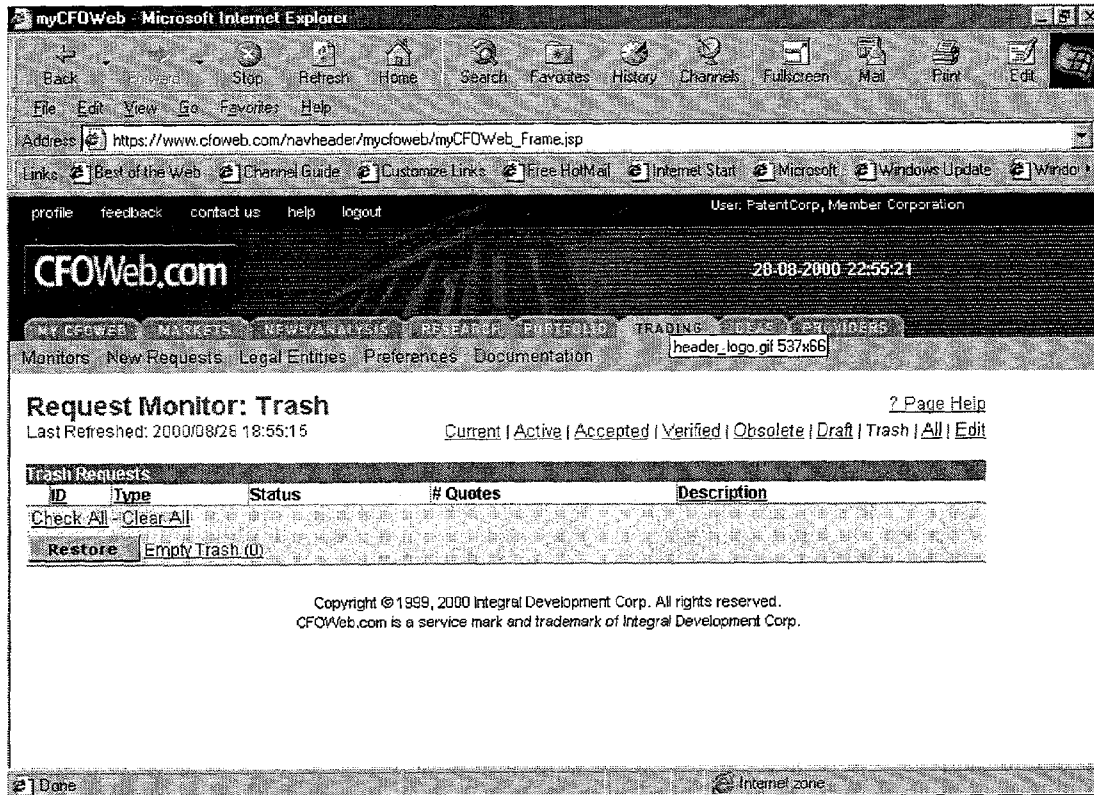 myCFOWeb - Microsoft Internet Explorer
Back Forward Stop Refresh Home Search Favorites History Channels Fullscreen Mail Print Edit
File Edit View Go Favorites Help
Address https://www.cfoweb.com/navheader/mycfoweb/myCFOWeb_Frame.jsp
Links Best of the Web Channel Guide Customize Links Free HotMail Internet Start Microsoft Windows Update Windo
profile feedback contact us help logout User: PatentCorp, Member Corporation
CFOWeb.com 28-08-2000 22:55:21
MY CFOWEB MARKETS NEWS/ANALYSIS RESEARCH PORTFOLIO TRADING IDEAS PROVIDERS
Monitors New Requests Legal Entities Preferences Documentation header_logo.gif 537x66
Request Monitor: Trash ? Page Help
Last Refreshed: 2000/08/28 18:55:15 Current | Active | Accepted | Verified | Obsolete | Draft | Trash | All | Edit
Trash Requests
ID Type Status # Quotes Description
Check All - Clear All
Restore Empty Trash (0)
Copyright © 1999, 2000 Integral Development Corp. All rights reserved.
CFOWeb.com is a service mark and trademark of Integral Development Corp.
Done Internet zone